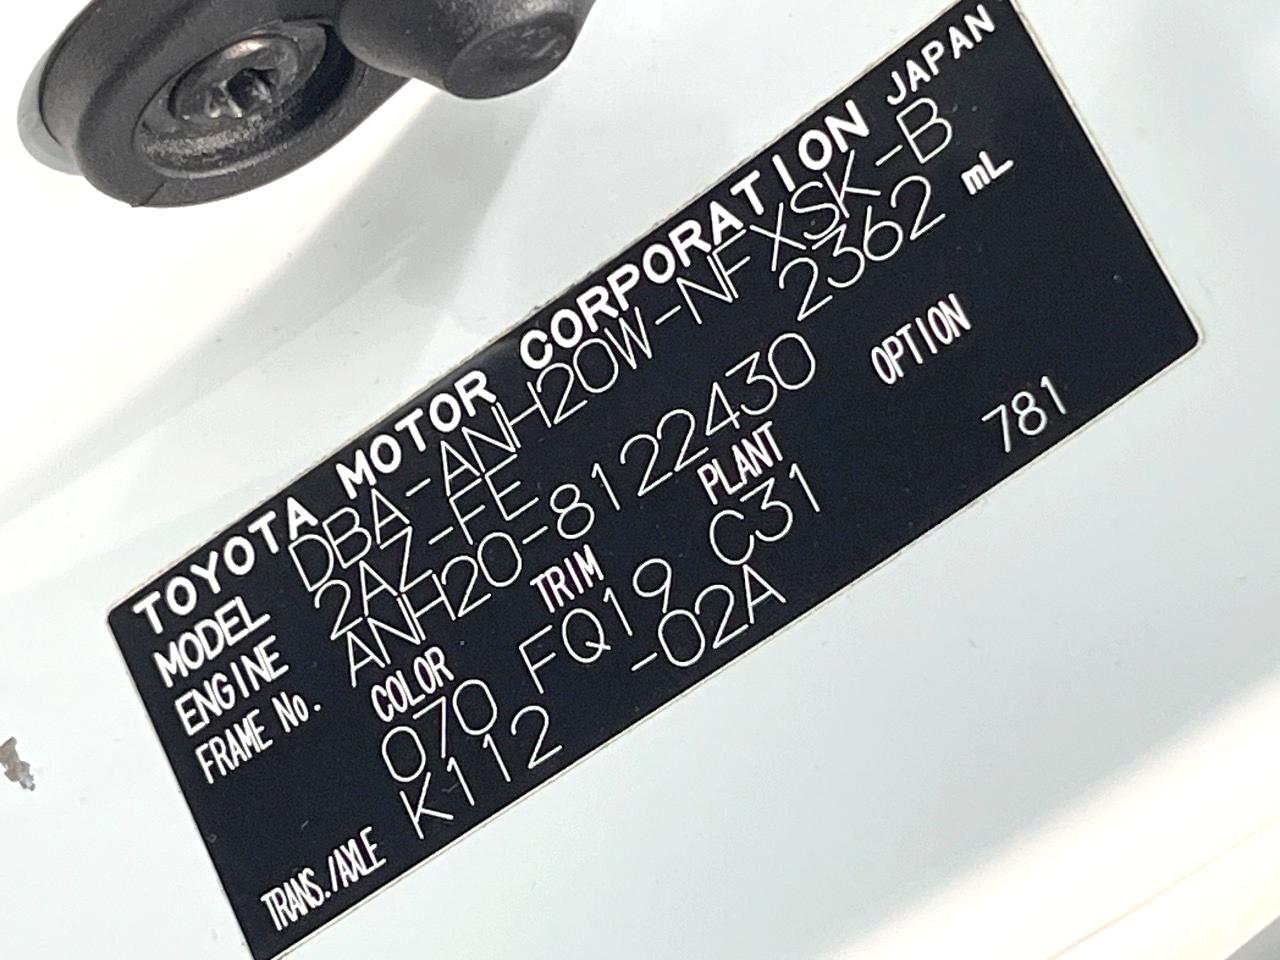 TOYOTA MOTOR CORPORATION JAPAN
MODEL DBA-ANH20W-NFXSK-B
ENGINE 2AZ-FE 2362 mL
FRAME No. ANH20-8122430
COLOR TRIM PLANT OPTION
070 FQ19 C31 781
TRANS./AXLE K112 -02A